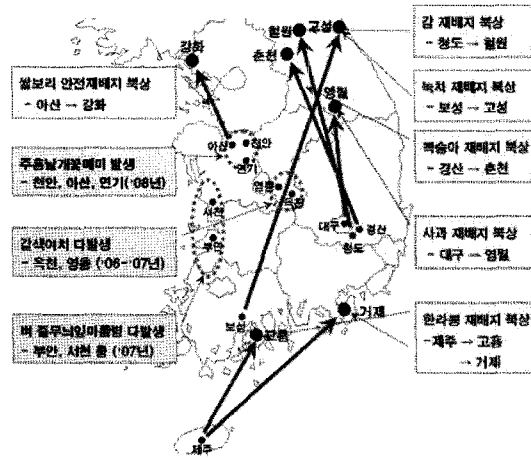 쌀보리 안전재배지 북상
- 아산 → 강화
주홍날개꽃매미 발생
- 천안, 아산, 연기('08년)
갈색여치 다발생
- 옥천, 영동 ('06~07년)
벼 줄무늬잎마름병 다발생
- 부안, 서천 등 ('07년)
감 재배지 북상
- 청도 → 철원
녹차 재배지 북상
- 보성 → 고성
복숭아 재배지 북상
- 경산 → 춘천
사과 재배지 북상
- 대구 → 영월
한라봉 재배지 북상
- 제주 → 고흥
→ 거제
철원
고성
강화
춘천
영월
아산
천안
연기
영동
옥천
서천
부안
대구
경산
청도
보성
고흥
거제
제주